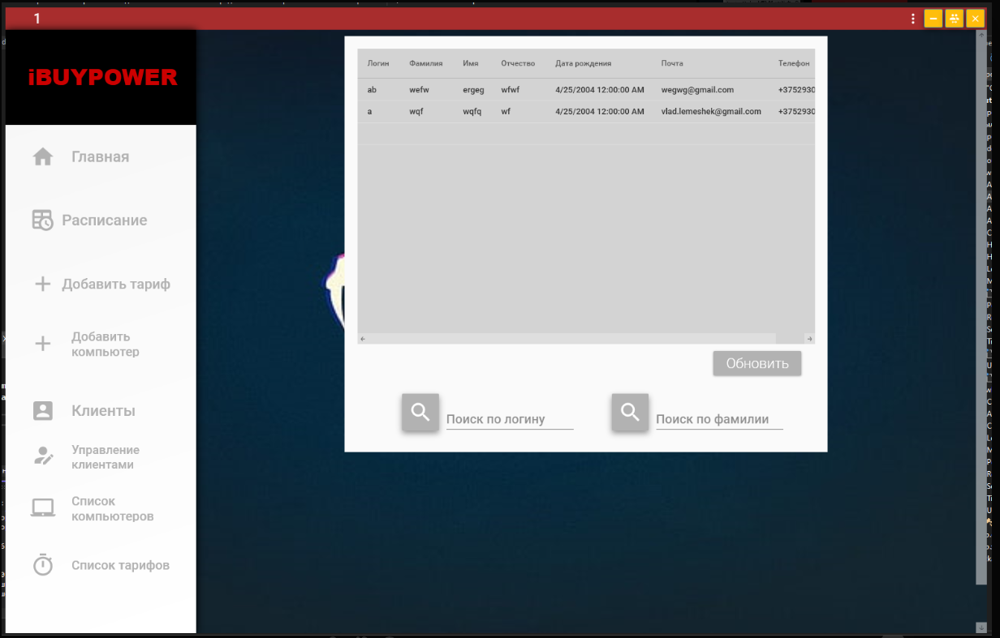 1
iBUYPOWER
Главная
Расписание
Добавить тариф
Добавить
компьютер
Клиенты
Управление
клиентами
Список
компьютеров
Список тарифов
Логин Фамилия Имя Отчество Дата рождения Почта Телефон
ab wefw ergeg wfwf 4/25/2004 12:00:00 AM wegwg@gmail.com +3752930
a wqf wqfq wf 4/25/2004 12:00:00 AM vlad.lemeshek@gmail.com +3752930
Обновить
Поиск по логину Поиск по фамилии